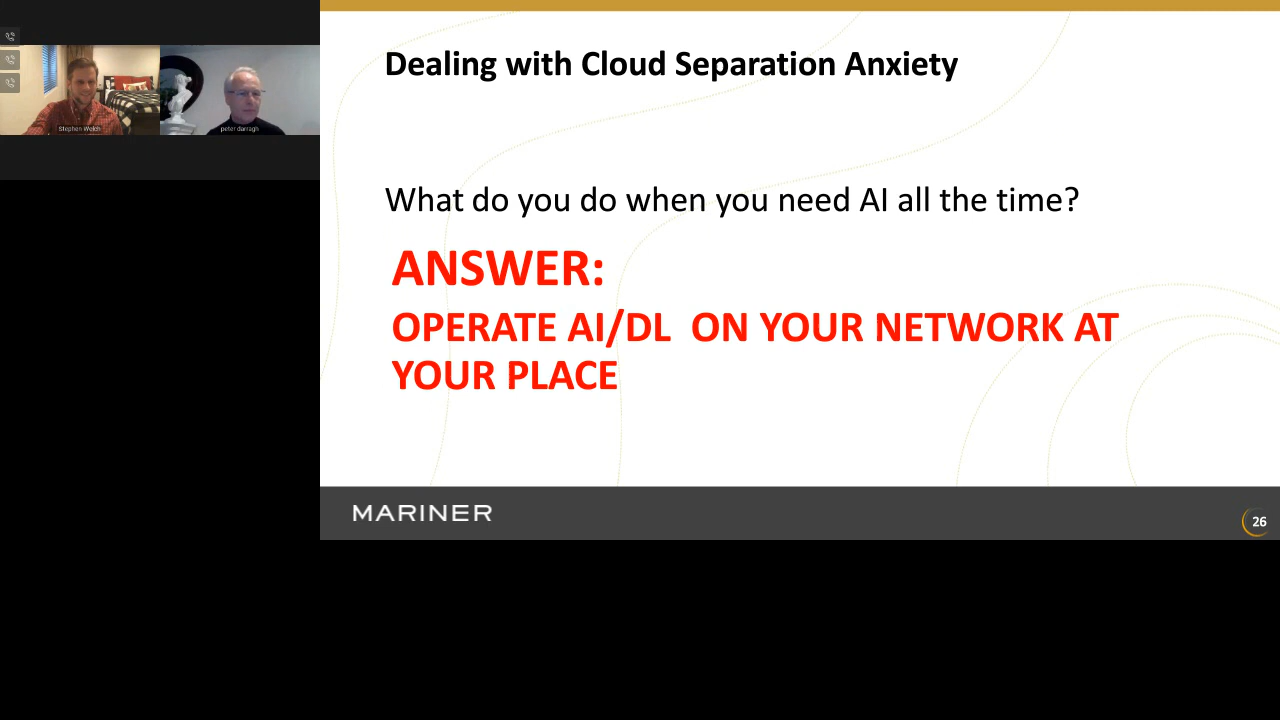 Stephen Welch
peter darragh
Dealing with Cloud Separation Anxiety
What do you do when you need AI all the time?
ANSWER:
OPERATE AI/DL ON YOUR NETWORK AT
YOUR PLACE
MARINER
26